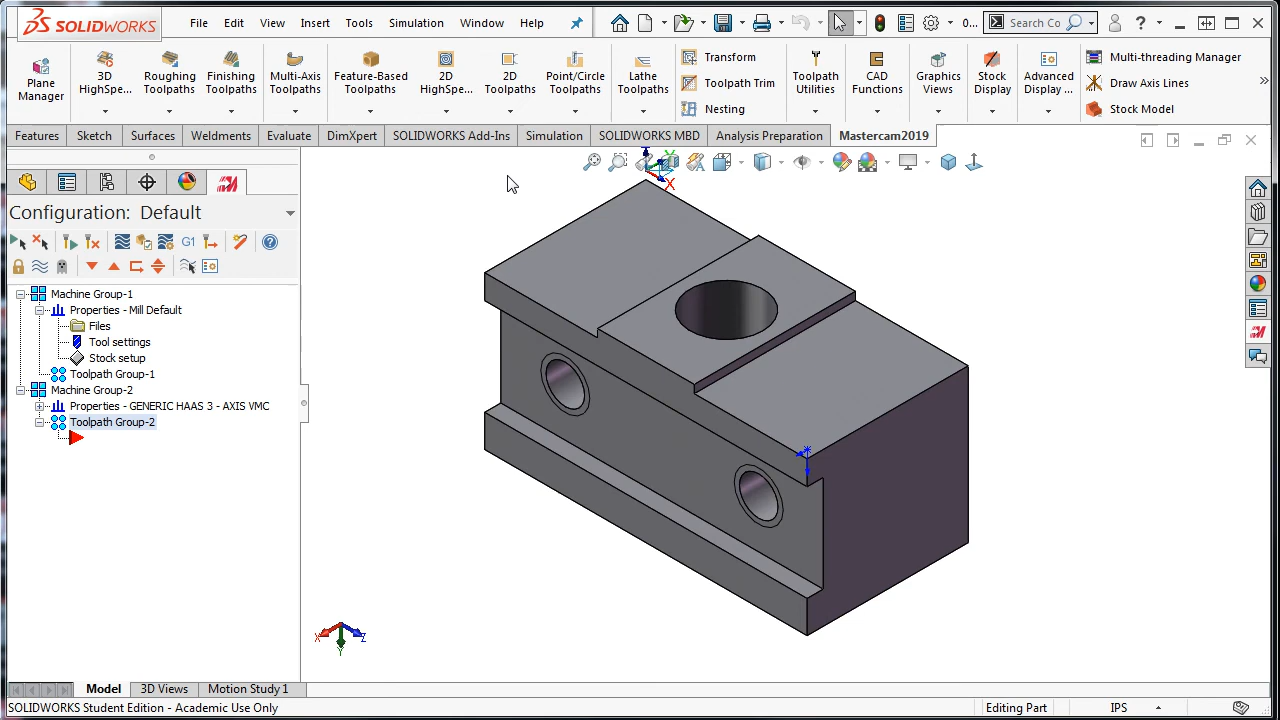 SOLIDWORKS File Edit View Insert Tools Simulation Window Help 0... Search Co ?
Plane Manager
3D HighSpe...
Roughing Toolpaths
Finishing Toolpaths
Multi-Axis Toolpaths
Feature-Based Toolpaths
2D HighSpe...
2D Toolpaths
Point/Circle Toolpaths
Lathe Toolpaths
Transform
Toolpath Trim
Nesting
Toolpath Utilities
CAD Functions
Graphics Views
Stock Display
Advanced Display ...
Multi-threading Manager
Draw Axis Lines
Stock Model
Features Sketch Surfaces Weldments Evaluate DimXpert SOLIDWORKS Add-Ins Simulation SOLIDWORKS MBD Analysis Preparation Mastercam2019
Configuration: Default
G1
Machine Group-1
Properties - Mill Default
Files
Tool settings
Stock setup
Toolpath Group-1
Machine Group-2
Properties - GENERIC HAAS 3 - AXIS VMC
Toolpath Group-2
Y
X
X Z
Y
Model 3D Views Motion Study 1
SOLIDWORKS Student Edition - Academic Use Only Editing Part IPS